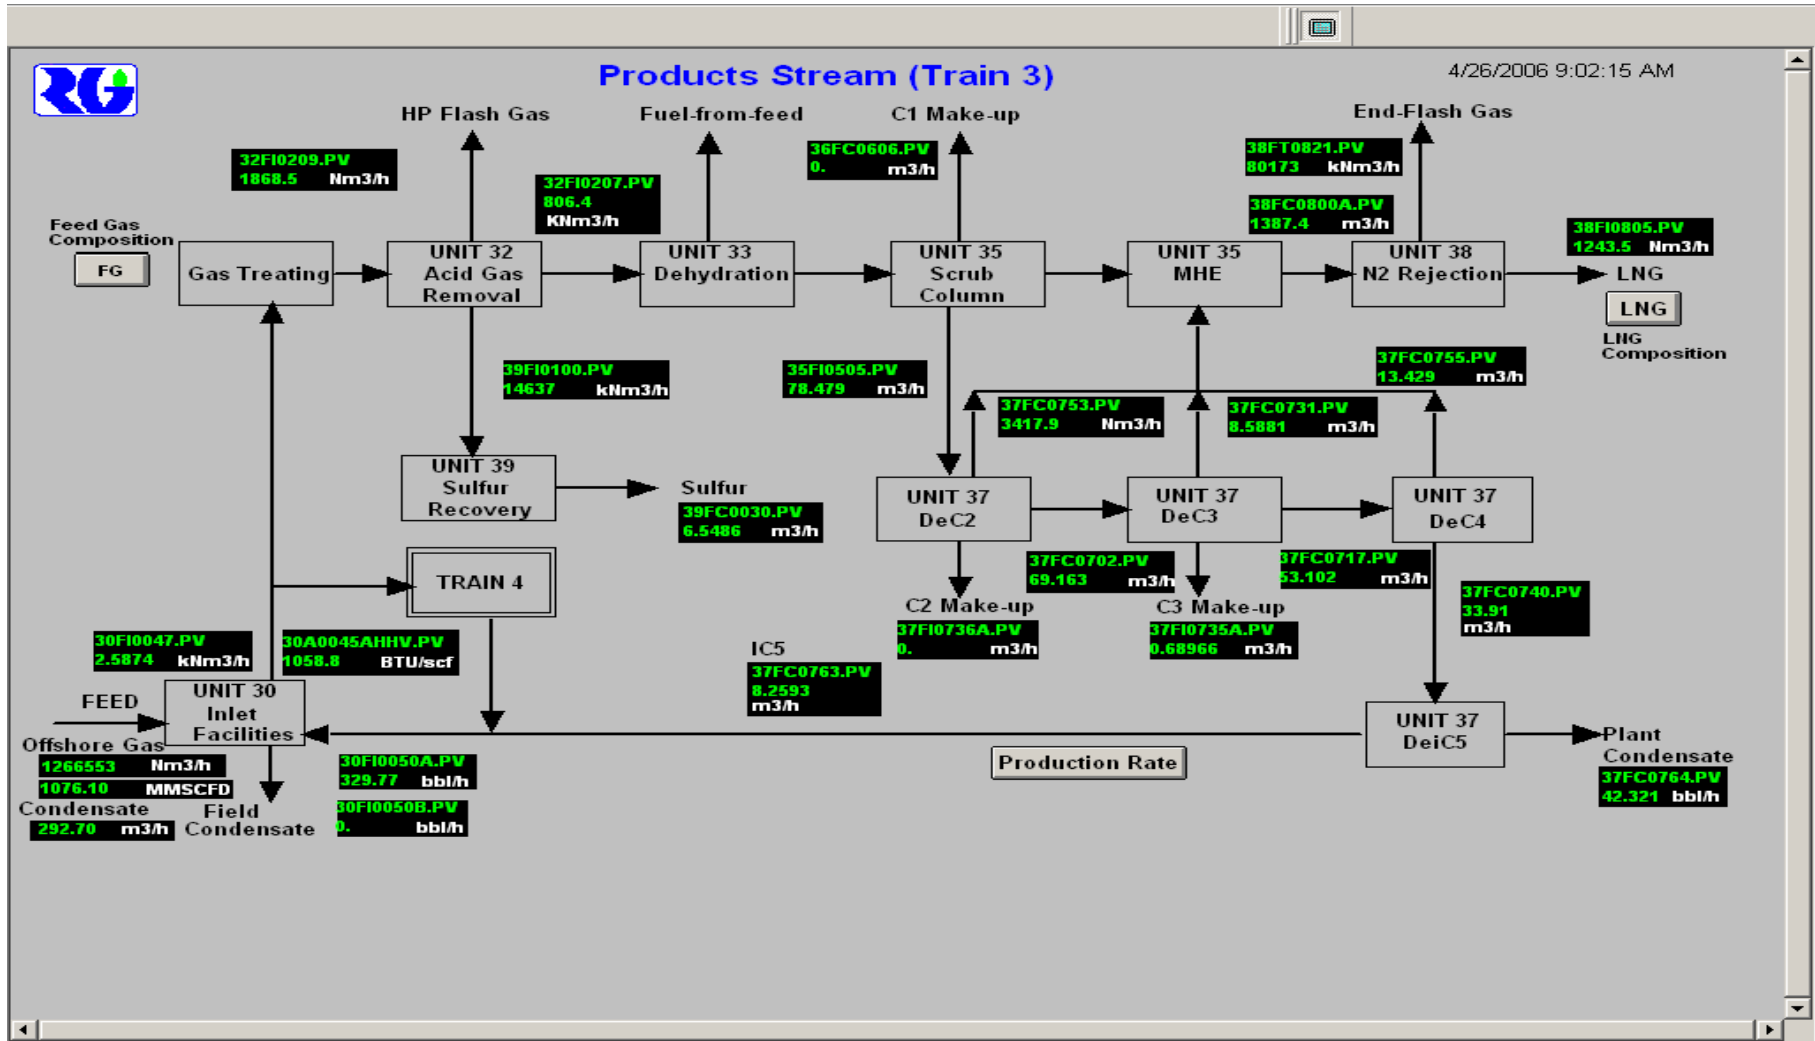 RG
Products Stream (Train 3)
4/26/2006 9:02:15 AM
HP Flash Gas
Fuel-from-feed
C1 Make-up
End-Flash Gas
32FI0209.PV
1868.5 Nm3/h
32FI0207.PV
806.4
KNm3/h
36FC0606.PV
0. m3/h
38FT0821.PV
80173 kNm3/h
38FC0800A.PV
1387.4 m3/h
38FI0805.PV
1243.5 Nm3/h
Feed Gas
Composition
FG
Gas Treating
UNIT 32
Acid Gas
Removal
UNIT 33
Dehydration
UNIT 35
Scrub
Column
UNIT 35
MHE
UNIT 38
N2 Rejection
LNG
LNG
LNG
Composition
39FI0100.PV
14637 kNm3/h
35FI0505.PV
78.479 m3/h
37FC0755.PV
13.429 m3/h
37FC0753.PV
3417.9 Nm3/h
37FC0731.PV
8.5881 m3/h
UNIT 39
Sulfur
Recovery
Sulfur
39FC0030.PV
6.5486 m3/h
UNIT 37
DeC2
UNIT 37
DeC3
UNIT 37
DeC4
TRAIN 4
37FC0702.PV
69.163 m3/h
37FC0717.PV
53.102 m3/h
37FC0740.PV
33.91
m3/h
C2 Make-up
37FI0736A.PV
0. m3/h
C3 Make-up
37FI0735A.PV
0.68966 m3/h
30FI0047.PV
2.5874 kNm3/h
30A0045AHHV.PV
1058.8 BTU/scf
IC5
37FC0763.PV
8.2593
m3/h
FEED
UNIT 30
Inlet
Facilities
UNIT 37
DeiC5
Plant
Condensate
37FC0764.PV
42.321 bbl/h
Offshore Gas
1266553 Nm3/h
1076.10 MMSCFD
Condensate
292.70 m3/h
Field
Condensate
30FI0050A.PV
329.77 bbl/h
30FI0050B.PV
0. bbl/h
Production Rate